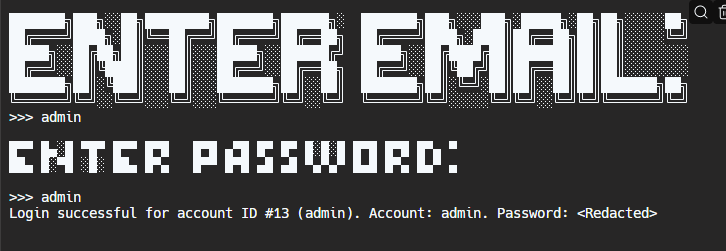 ENTER EMAIL:
>>> admin
ENTER PASSWORD:
>>> admin
Login successful for account ID #13 (admin). Account: admin. Password: <Redacted>